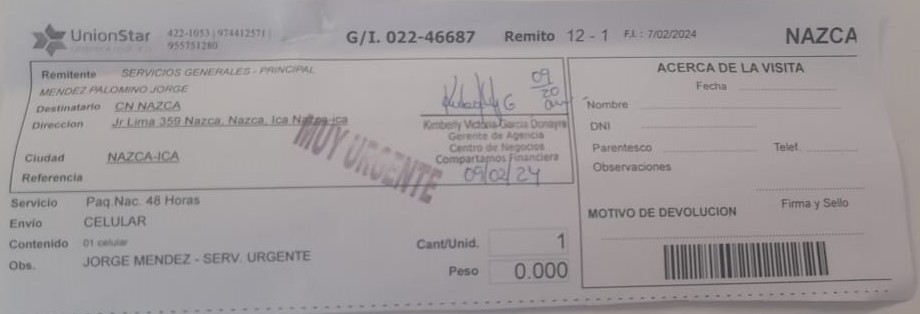 UnionStar 422-1053 | 974412571 | 955751280
G/I. 022-46687 Remito 12 - 1 F.I. : 7/02/2024 NAZCA
Remitente SERVICIOS GENERALES - PRINCIPAL
MENDEZ PALOMINO JORGE
Destinatario CN NAZCA
Direccion Jr Lima 359 Nazca, Nazca, Ica Nazca-ica
Ciudad NAZCA-ICA
Referencia
09
20
am
Kimberly Victoria Garcia Donayre
Gerente de Agencia
Centro de Negocios
Compartamos Financiera
09/02/24
MUY URGENTE
Servicio Paq.Nac. 48 Horas
Envio CELULAR
Contenido 01 celular
Obs. JORGE MENDEZ - SERV. URGENTE
Cant/Unid. 1
Peso 0.000
ACERCA DE LA VISITA
Fecha
Nombre
DNI
Parentesco Telef.
Observaciones
MOTIVO DE DEVOLUCION Firma y Sello